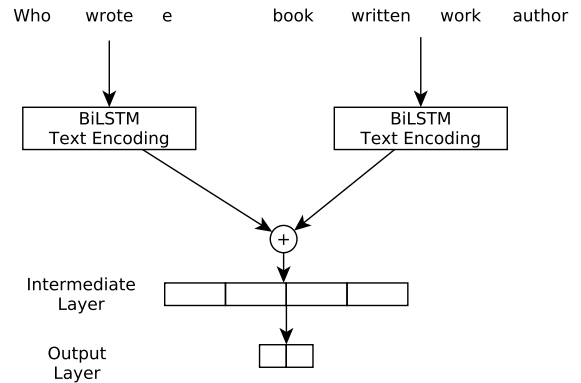 Who wrote e book written work author
BiLSTM
Text Encoding
BiLSTM
Text Encoding
+
Intermediate
Layer
Output
Layer